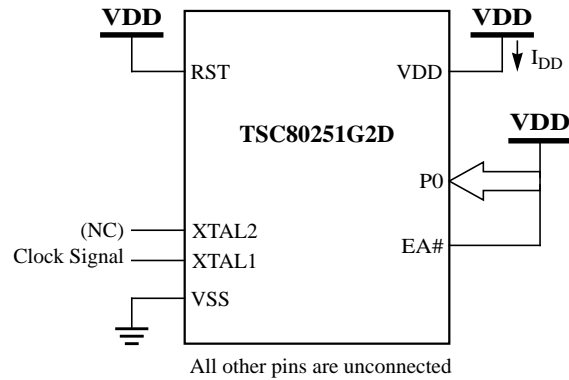 VDD
VDD
I_DD
RST
VDD
TSC80251G2D
VDD
P0
(NC)
XTAL2
EA#
Clock Signal
XTAL1
VSS
All other pins are unconnected